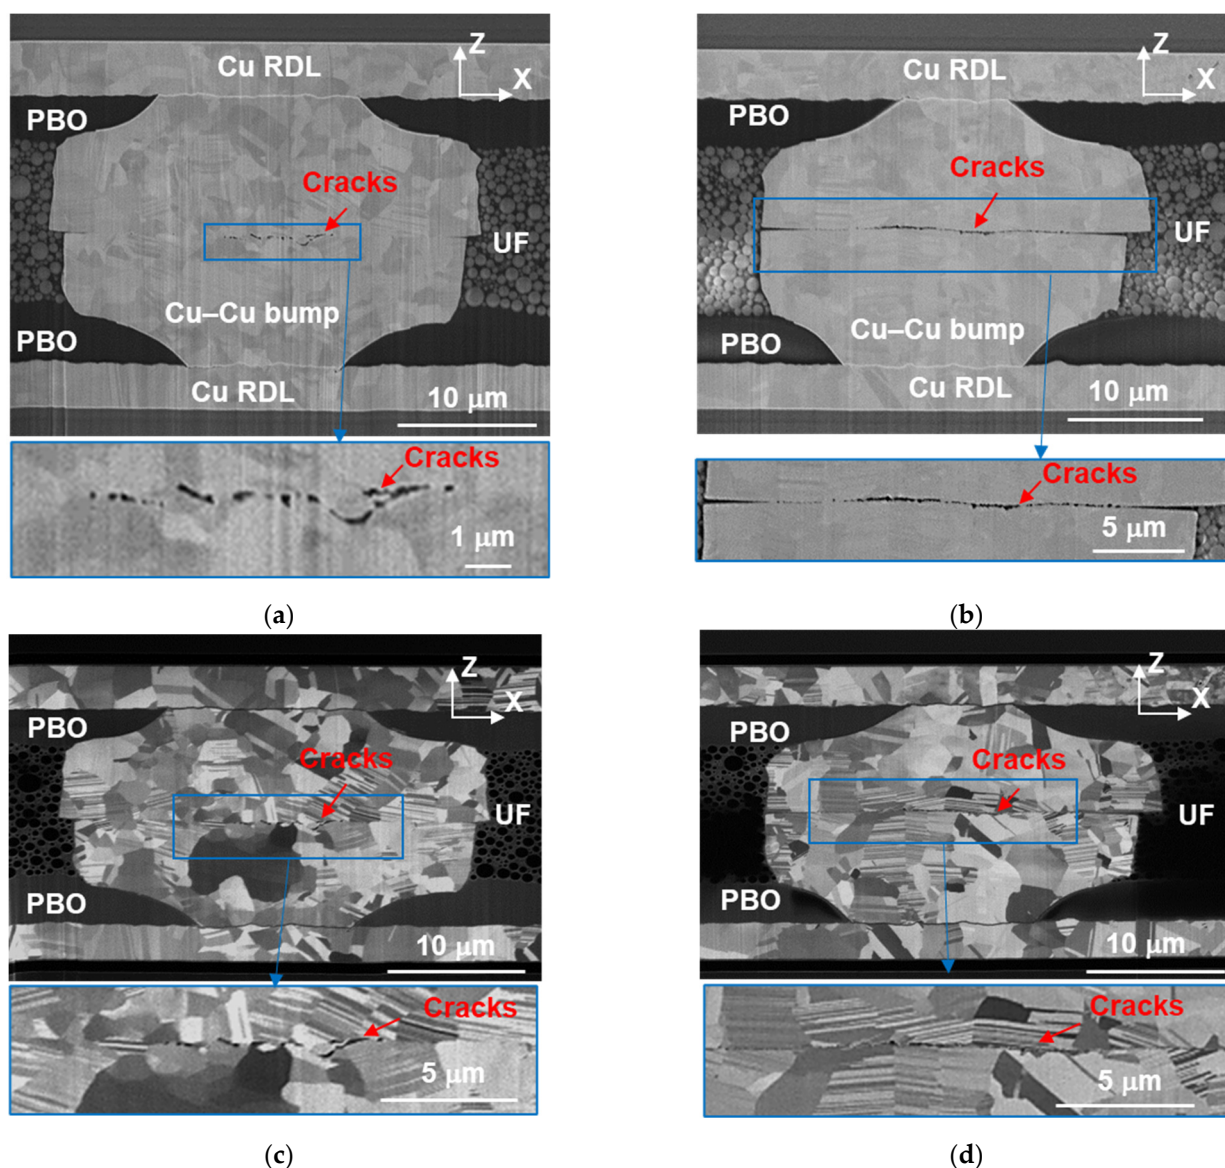 Cu RDL
Z
X
PBO
Cracks
UF
Cu–Cu bump
PBO
Cu RDL
10 μm
Cracks
1 μm
(a)
Cu RDL
Z
X
PBO
Cracks
UF
Cu–Cu bump
PBO
Cu RDL
10 μm
Cracks
5 μm
(b)
Z
X
PBO
Cracks
UF
PBO
10 μm
Cracks
5 μm
(c)
Z
X
PBO
Cracks
UF
PBO
10 μm
Cracks
5 μm
(d)